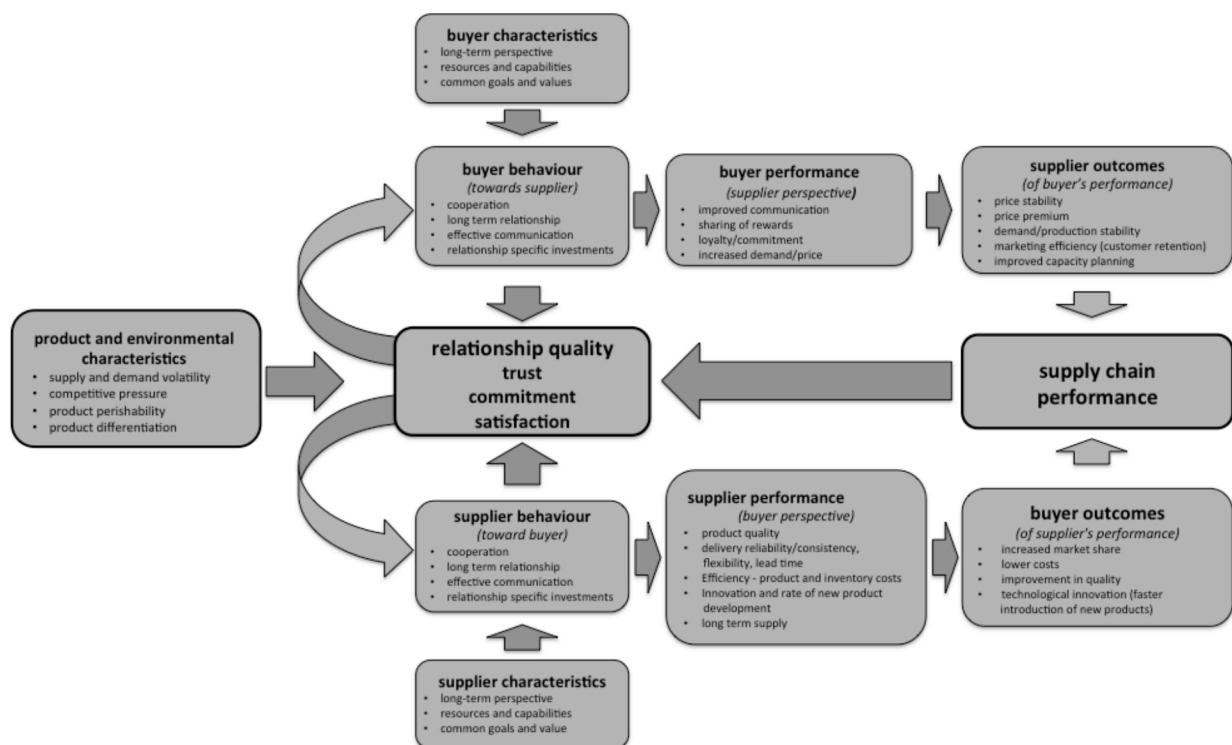 buyer characteristics
• long-term perspective
• resources and capabilities
• common goals and values
buyer behaviour
(towards supplier)
• cooperation
• long term relationship
• effective communication
• relationship specific investments
buyer performance
(supplier perspective)
• improved communication
• sharing of rewards
• loyalty/commitment
• increased demand/price
supplier outcomes
(of buyer's performance)
• price stability
• price premium
• demand/production stability
• marketing efficiency (customer retention)
• improved capacity planning
product and environmental
characteristics
• supply and demand volatility
• competitive pressure
• product perishability
• product differentiation
relationship quality
trust
commitment
satisfaction
supply chain
performance
supplier behaviour
(toward buyer)
• cooperation
• long term relationship
• effective communication
• relationship specific investments
supplier performance
(buyer perspective)
• product quality
• delivery reliability/consistency,
flexibility, lead time
• Efficiency - product and inventory costs
• Innovation and rate of new product
development
• long term supply
buyer outcomes
(of supplier's performance)
• increased market share
• lower costs
• improvement in quality
• technological innovation (faster
introduction of new products)
supplier characteristics
• long-term perspective
• resources and capabilities
• common goals and value